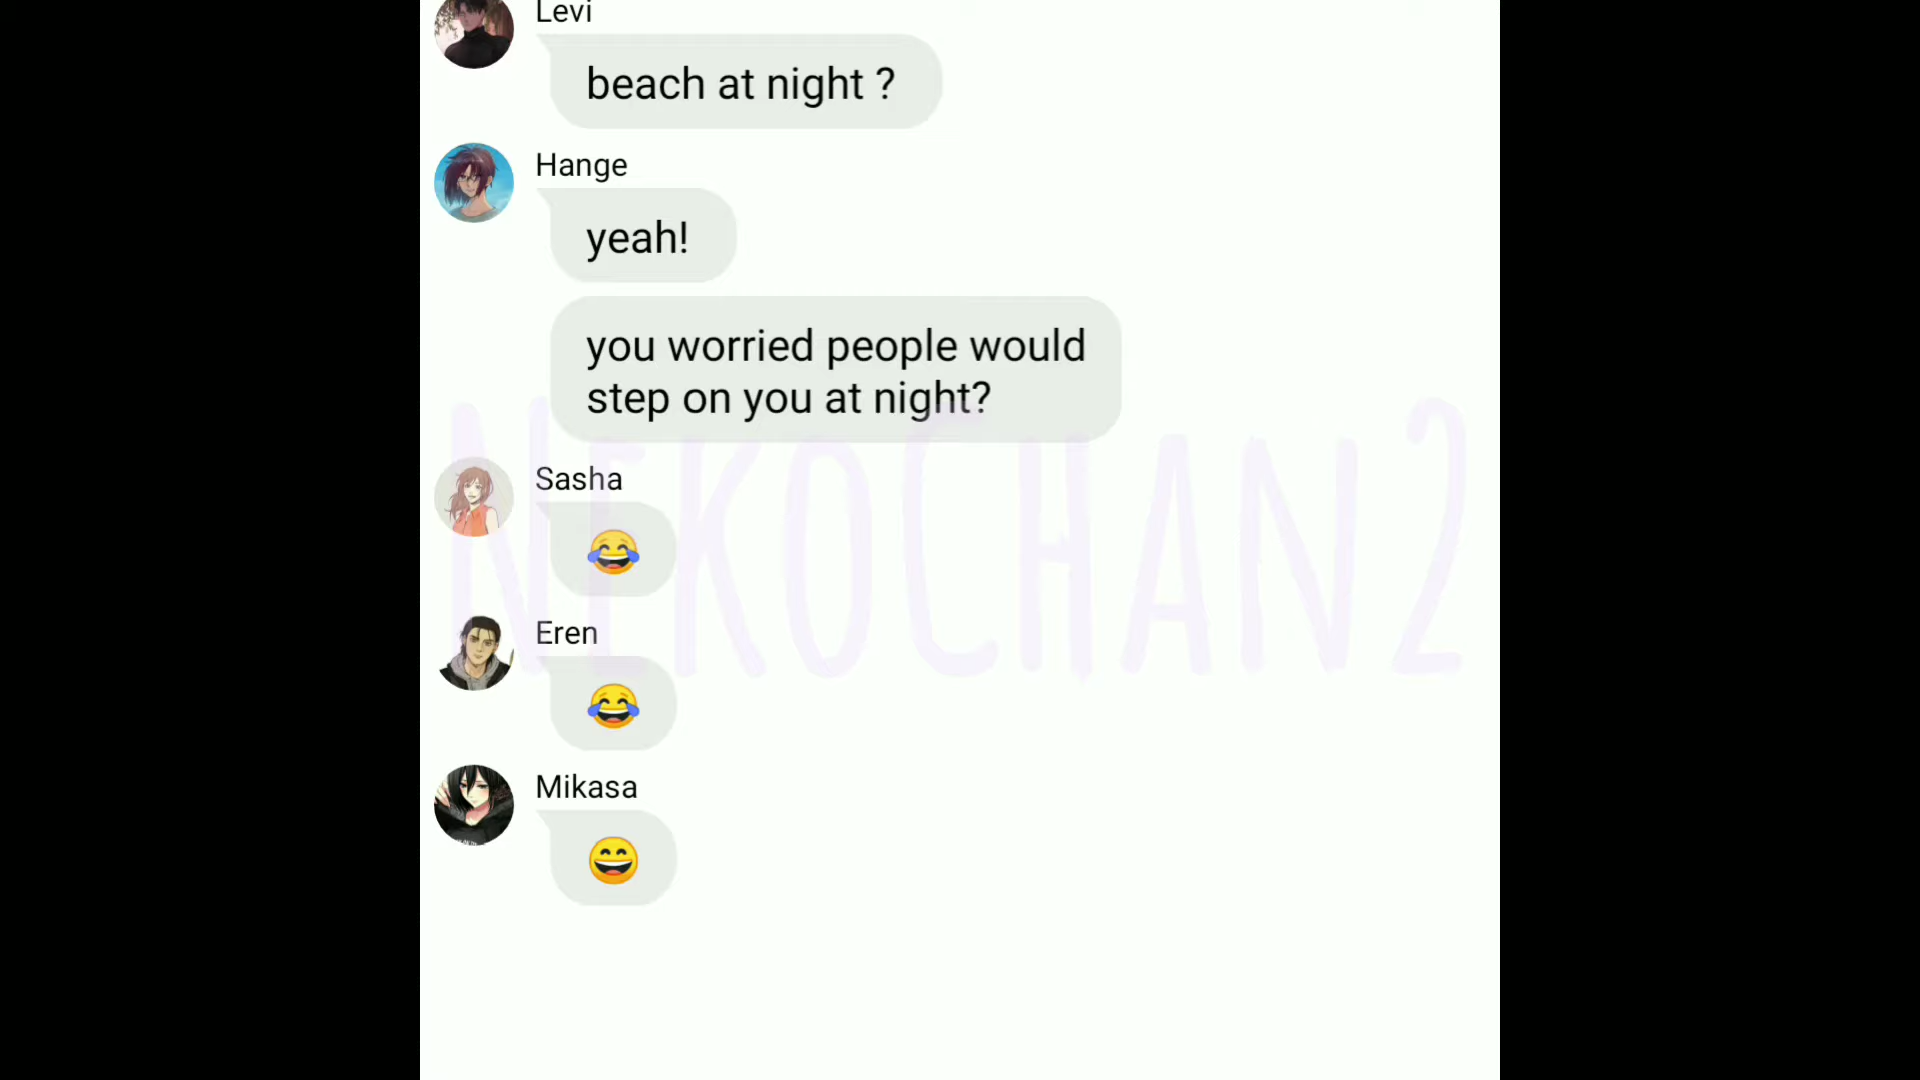 Levi
beach at night ?
Hange
yeah!
you worried people would
step on you at night?
Sasha
😂
Eren
😂
Mikasa
😄
NEKOCHAN2